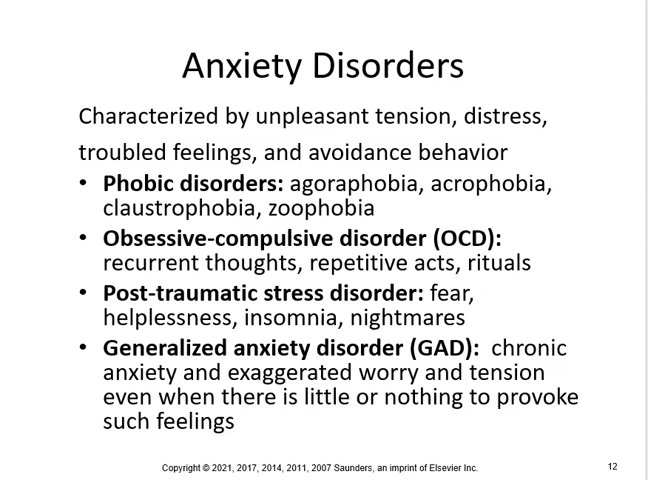 Anxiety Disorders
Characterized by unpleasant tension, distress,
troubled feelings, and avoidance behavior
• Phobic disorders: agoraphobia, acrophobia,
claustrophobia, zoophobia
• Obsessive-compulsive disorder (OCD):
recurrent thoughts, repetitive acts, rituals
• Post-traumatic stress disorder: fear,
helplessness, insomnia, nightmares
• Generalized anxiety disorder (GAD):  chronic
anxiety and exaggerated worry and tension
even when there is little or nothing to provoke
such feelings
Copyright © 2021, 2017, 2014, 2011, 2007 Saunders, an imprint of Elsevier Inc.
12